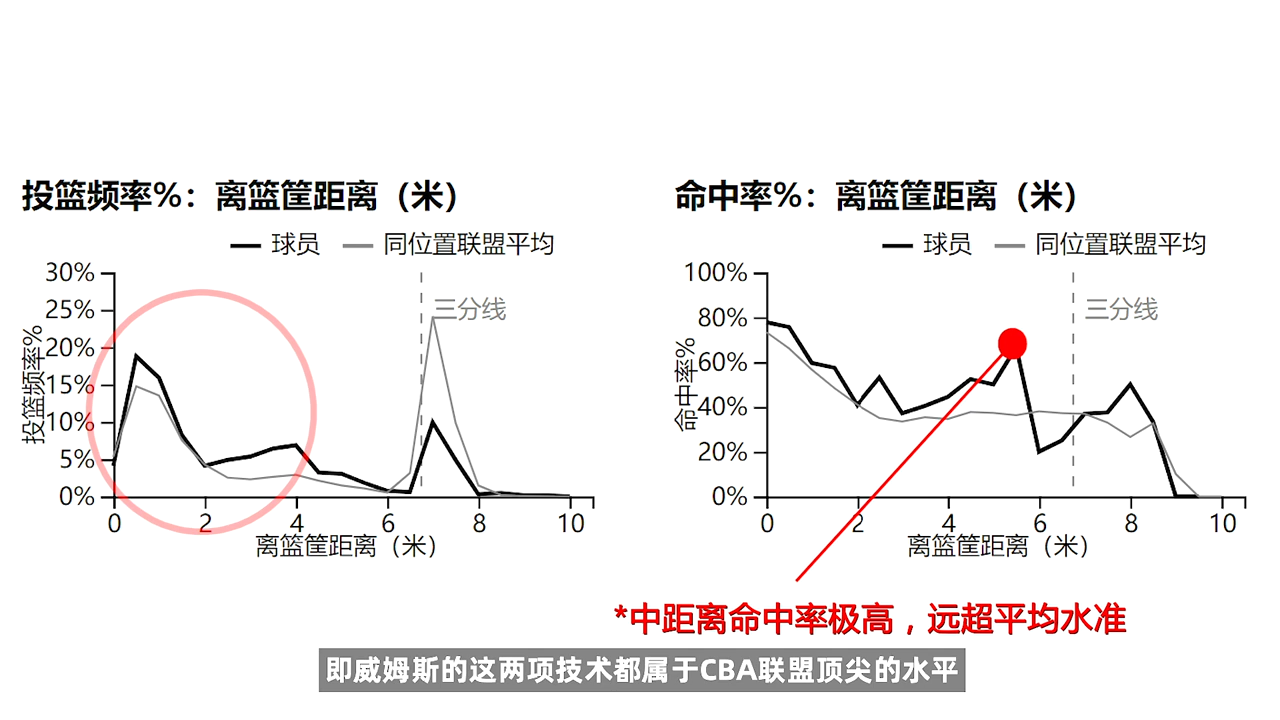 投篮频率%：离篮筐距离（米）
球员 同位置联盟平均
30%
25%
20%
15%
10%
5%
0%
投篮频率%
三分线
0 2 4 6 8 10
离篮筐距离（米）
命中率%：离篮筐距离（米）
球员 同位置联盟平均
100%
80%
60%
40%
20%
0%
命中率%
三分线
0 2 4 6 8 10
离篮筐距离（米）
*中距离命中率极高，远超平均水准
即威姆斯的这两项技术都属于CBA联盟顶尖的水平